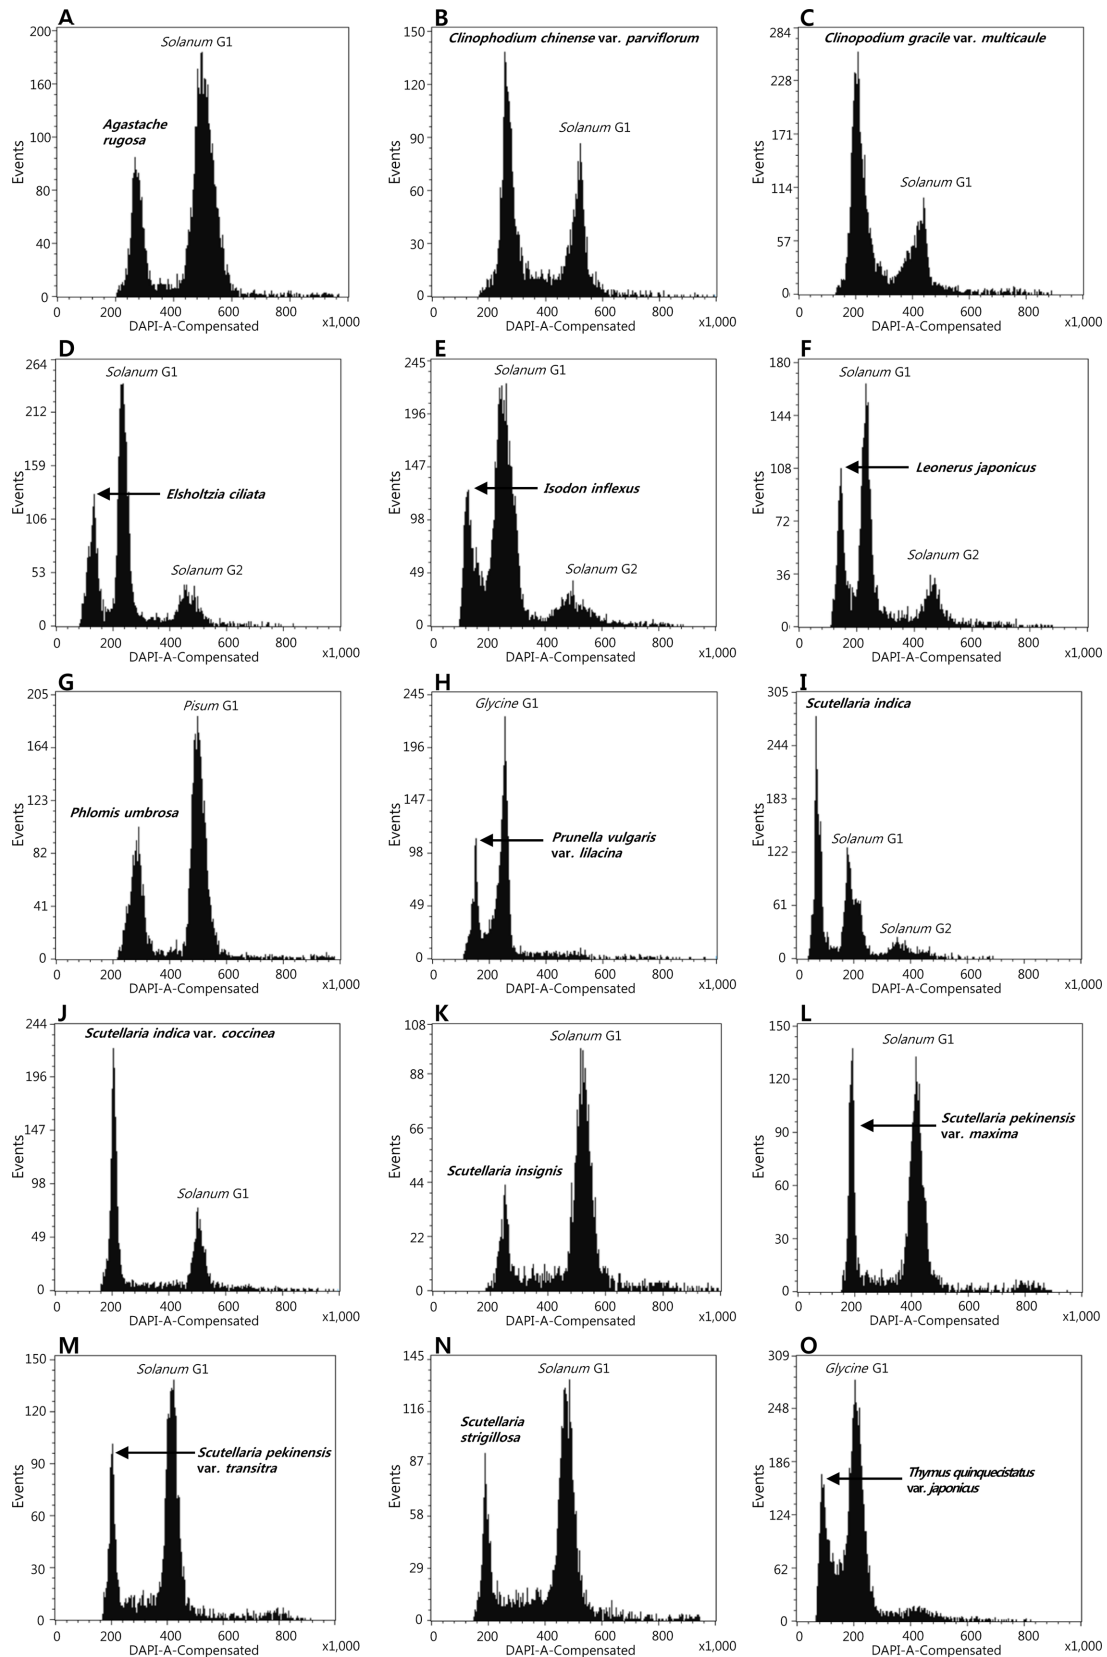 A
Solanum G1
Agastache
rugosa
Events
200
160
100
80
40
0
0
200
400
600
800
x1,000
DAPI-A-Compensated
B
Clinophodium chinense var. parviflorum
Solanum G1
Events
150
120
90
60
30
0
0
200
400
600
800
x1,000
DAPI-A-Compensated
C
Clinopodium gracile var. multicaule
Solanum G1
Events
284
228
171
114
57
0
0
200
400
600
800
x1,000
DAPI-A-Compensated
D
Solanum G1
Elsholtzia ciliata
Solanum G2
Events
264
212
159
106
53
0
0
200
400
600
800
x1,000
DAPI-A-Compensated
E
Solanum G1
Isodon inflexus
Solanum G2
Events
245
196
147
98
49
0
0
200
400
600
800
x1,000
DAPI-A-Compensated
F
Solanum G1
Leonerus japonicus
Solanum G2
Events
180
144
108
72
36
0
0
200
400
600
800
x1,000
DAPI-A-Compensated
G
Pisum G1
Phlomis umbrosa
Events
205
164
123
82
41
0
0
200
400
600
800
x1,000
DAPI-A-Compensated
H
Glycine G1
Prunella vulgaris
var. lilacina
Events
245
196
147
98
49
0
0
200
400
600
800
x1,000
DAPI-A-Compensated
I
Scutellaria indica
Solanum G1
Solanum G2
Events
305
244
183
122
61
0
0
200
400
600
800
x1,000
DAPI-A-Compensated
J
Scutellaria indica var. coccinea
Solanum G1
Events
244
196
147
98
49
0
0
200
400
600
800
x1,000
DAPI-A-Compensated
K
Solanum G1
Scutellaria insignis
Events
108
88
66
44
22
0
0
200
400
600
800
x1,000
DAPI-A-Compensated
L
Solanum G1
Scutellaria pekinensis
var. maxima
Events
150
120
90
60
30
0
0
200
400
600
800
x1,000
DAPI-A-Compensated
M
Solanum G1
Scutellaria pekinensis
var. transitra
Events
150
120
90
60
30
0
0
200
400
600
800
x1,000
DAPI-A-Compensated
N
Solanum G1
Scutellaria
strigillosa
Events
145
116
87
58
29
0
0
200
400
600
800
x1,000
DAPI-A-Compensated
O
Glycine G1
Thymus quinquecistatus
var. japonicus
Events
309
248
186
124
62
0
0
200
400
600
800
x1,000
DAPI-A-Compensated